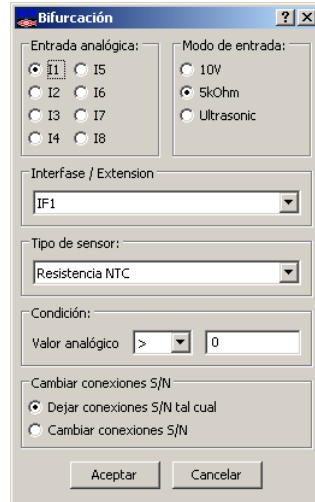 Bifurcación
Entrada analógica:
I1 I5
I2 I6
I3 I7
I4 I8
Modo de entrada:
10V
5kOhm
Ultrasonic
Interfase / Extension
IF1
Tipo de sensor:
Resistencia NTC
Condición:
Valor analógico > 0
Cambiar conexiones S/N
Dejar conexiones S/N tal cual
Cambiar conexiones S/N
Aceptar Cancelar